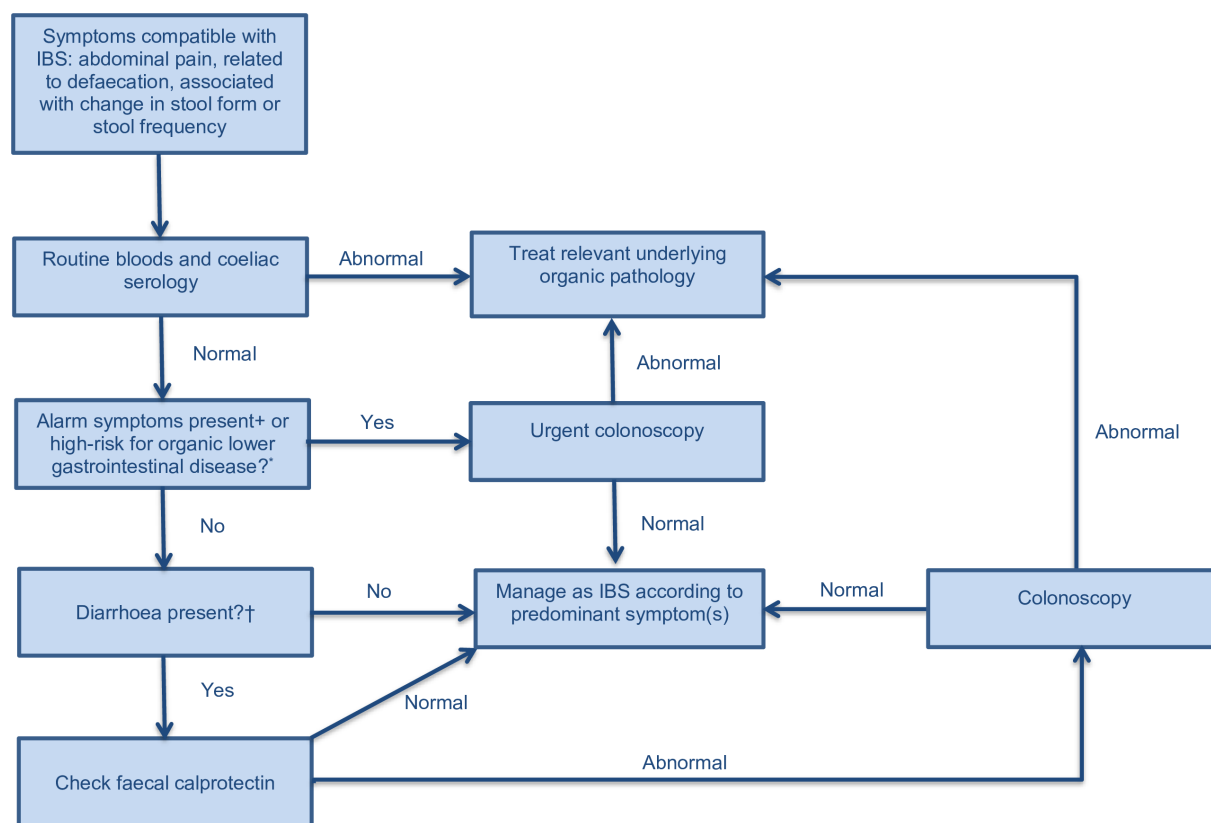 Symptoms compatible with
IBS: abdominal pain, related
to defaecation, associated
with change in stool form or
stool frequency
Routine bloods and coeliac
serology
Abnormal
Treat relevant underlying
organic pathology
Normal
Abnormal
Alarm symptoms present+ or
high-risk for organic lower
gastrointestinal disease?*
Yes
Urgent colonoscopy
Abnormal
No
Normal
Diarrhoea present?†
No
Manage as IBS according to
predominant symptom(s)
Normal
Colonoscopy
Yes
Normal
Check faecal calprotectin
Abnormal